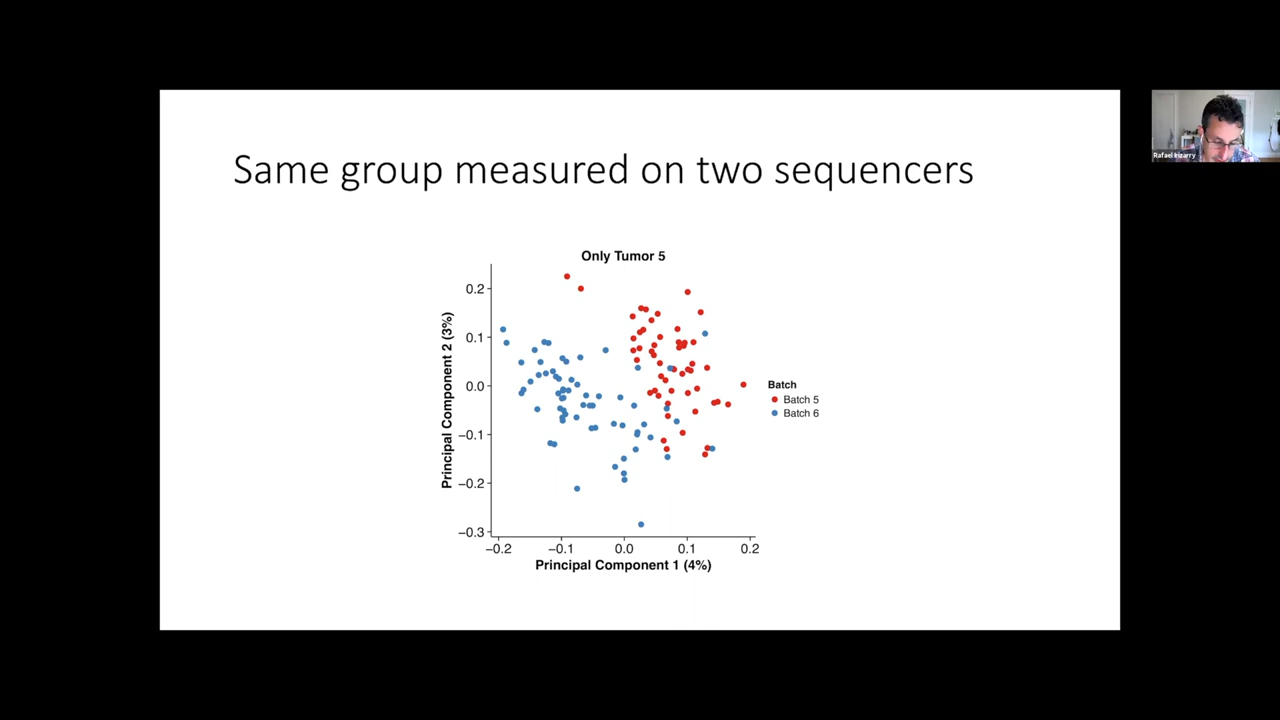 Same group measured on two sequencers
Rafael Irizarry
Only Tumor 5
Principal Component 2 (3%)
0.2
0.1
0.0
−0.1
−0.2
−0.3
−0.2
−0.1
0.0
0.1
0.2
Principal Component 1 (4%)
Batch
Batch 5
Batch 6